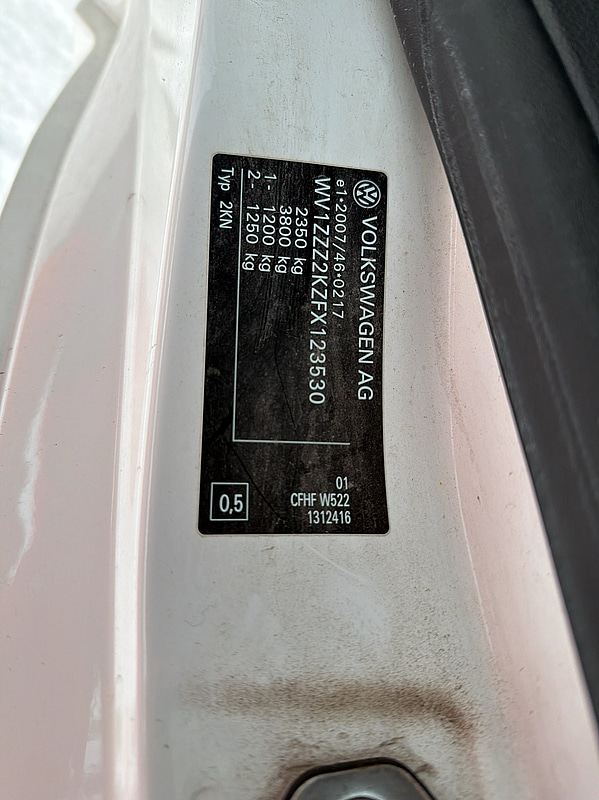 VOLKSWAGEN AG
e1*2007/46*0217
WV1ZZZ2KZFX123530
2350 kg
3800 kg
1- 1200 kg
2- 1250 kg
Typ 2KN
01
CFHF W522
1312416
0,5